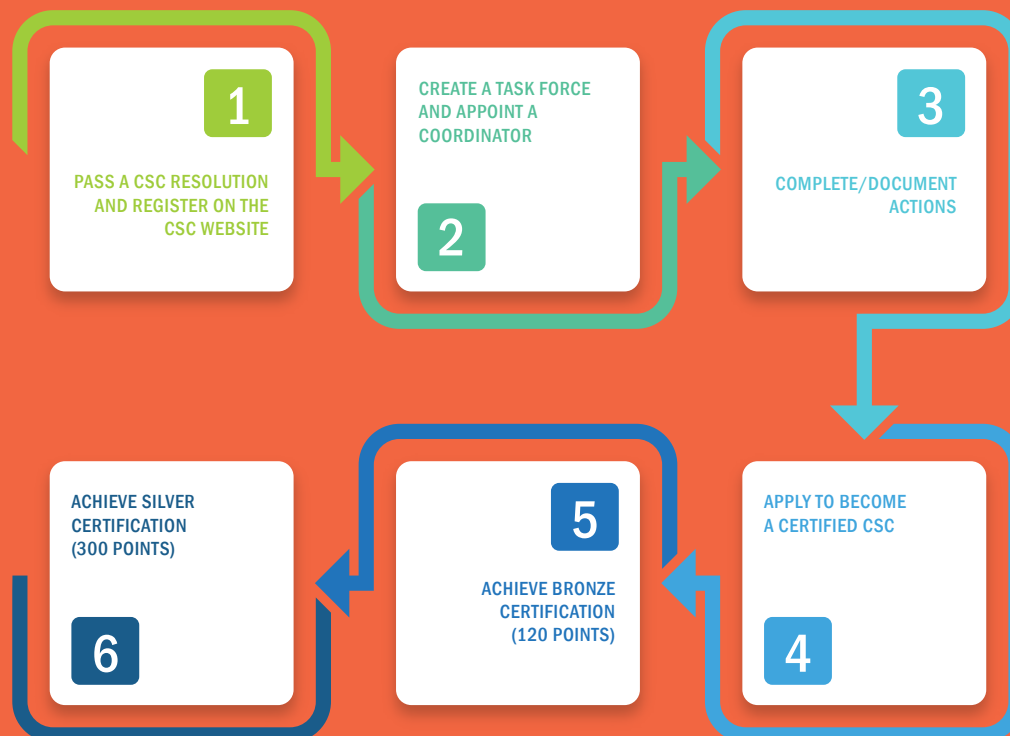 1
PASS A CSC RESOLUTION
AND REGISTER ON THE
CSC WEBSITE
CREATE A TASK FORCE
AND APPOINT A
COORDINATOR
2
3
COMPLETE/DOCUMENT
ACTIONS
APPLY TO BECOME
A CERTIFIED CSC
4
5
ACHIEVE BRONZE
CERTIFICATION
(120 POINTS)
ACHIEVE SILVER
CERTIFICATION
(300 POINTS)
6